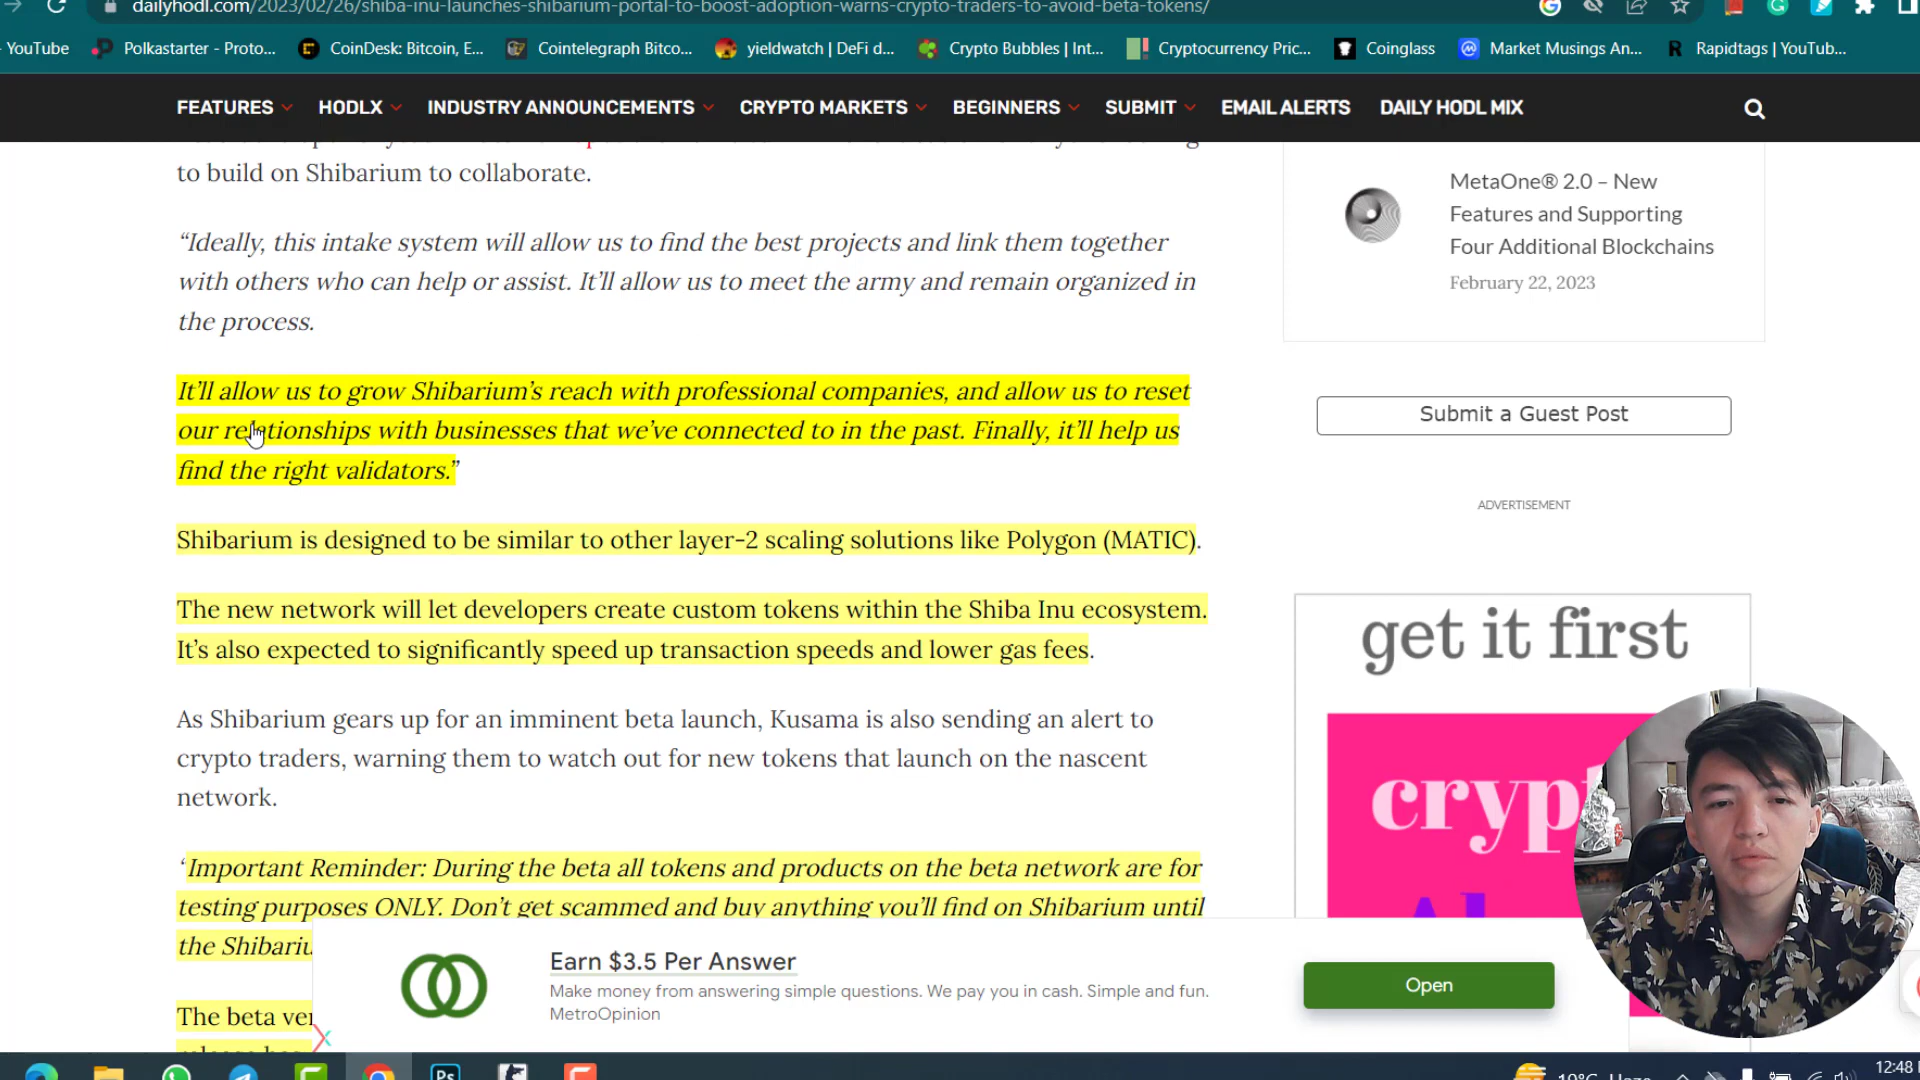 dailyhodl.com/2023/02/26/shiba-inu-launches-shibarium-portal-to-boost-adoption-warns-crypto-traders-to-avoid-beta-tokens/
YouTube Polkastarter - Proto... CoinDesk: Bitcoin, E... Cointelegraph Bitco... yieldwatch | DeFi d... Crypto Bubbles | Int... Cryptocurrency Pric... Coinglass Market Musings An... Rapidtags | YouTub...
FEATURES HODLX INDUSTRY ANNOUNCEMENTS CRYPTO MARKETS BEGINNERS SUBMIT EMAIL ALERTS DAILY HODL MIX
to build on Shibarium to collaborate.
“Ideally, this intake system will allow us to find the best projects and link them together
with others who can help or assist. It’ll allow us to meet the army and remain organized in
the process.
It’ll allow us to grow Shibarium’s reach with professional companies, and allow us to reset
our relationships with businesses that we’ve connected to in the past. Finally, it’ll help us
find the right validators.”
Shibarium is designed to be similar to other layer-2 scaling solutions like Polygon (MATIC).
The new network will let developers create custom tokens within the Shiba Inu ecosystem.
It’s also expected to significantly speed up transaction speeds and lower gas fees.
As Shibarium gears up for an imminent beta launch, Kusama is also sending an alert to
crypto traders, warning them to watch out for new tokens that launch on the nascent
network.
“Important Reminder: During the beta all tokens and products on the beta network are for
testing purposes ONLY. Don’t get scammed and buy anything you’ll find on Shibarium until
the Shibariu
The beta ver
MetaOne® 2.0 – New
Features and Supporting
Four Additional Blockchains
February 22, 2023
Submit a Guest Post
ADVERTISEMENT
get it first
crypt
Earn $3.5 Per Answer
Make money from answering simple questions. We pay you in cash. Simple and fun.
MetroOpinion
Open
Ps
12:48